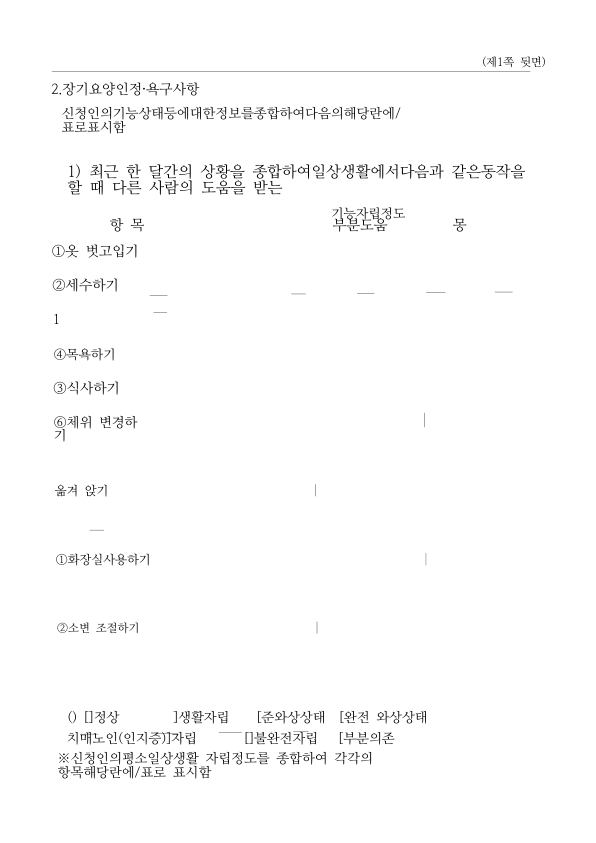 (제1쪽 뒷면)
2.장기요양인정·욕구사항
신청인의기능상태등에대한정보를종합하여다음의해당란에/
표로표시함
1) 최근 한 달간의 상황을 종합하여일상생활에서다음과 같은동작을
할 때 다른 사람의 도움을 받는
기능자립정도
항 목 부분도움 몽
①옷 벗고입기
②세수하기
1
④목욕하기
③식사하기
⑥체위 변경하
기
옮겨 앉기
①화장실사용하기
②소변 조절하기
() []정상 ]생활자립 [준와상상태 [완전 와상상태
치매노인(인지증)]자립 []불완전자립 [부분의존
※신청인의평소일상생활 자립정도를 종합하여 각각의
항목해당란에/표로 표시함